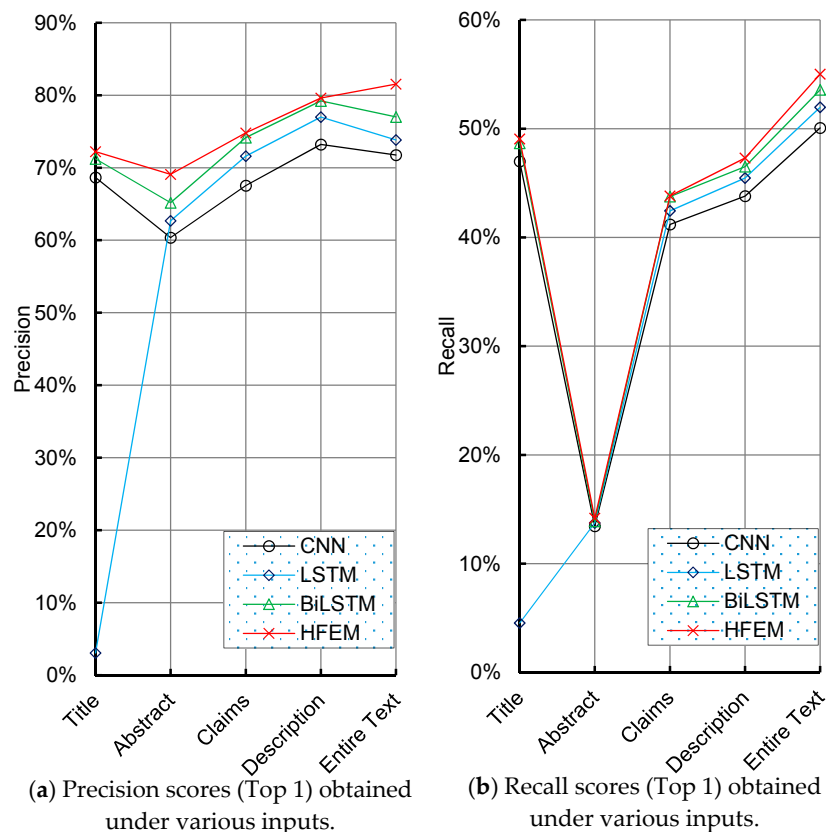 90%
80%
70%
60%
50%
40%
30%
20%
10%
0%
Precision
CNN
LSTM
BiLSTM
HFEM
Title
Abstract
Claims
Description
Entire Text
(a) Precision scores (Top 1) obtained
under various inputs.
60%
50%
40%
30%
20%
10%
0%
Recall
CNN
LSTM
BiLSTM
HFEM
Title
Abstract
Claims
Description
Entire Text
(b) Recall scores (Top 1) obtained
under various inputs.